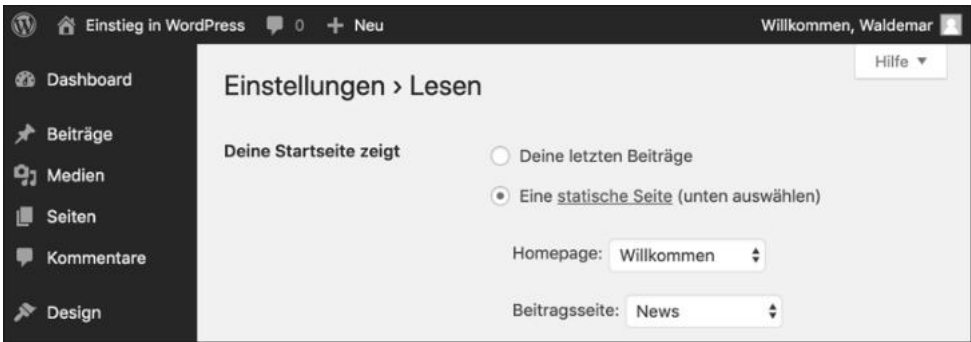 Einstieg in WordPress 0 + Neu Willkommen, Waldemar
Hilfe
Dashboard
Beiträge
Medien
Seiten
Kommentare
Design
Einstellungen › Lesen
Deine Startseite zeigt
Deine letzten Beiträge
Eine statische Seite (unten auswählen)
Homepage: Willkommen
Beitragsseite: News